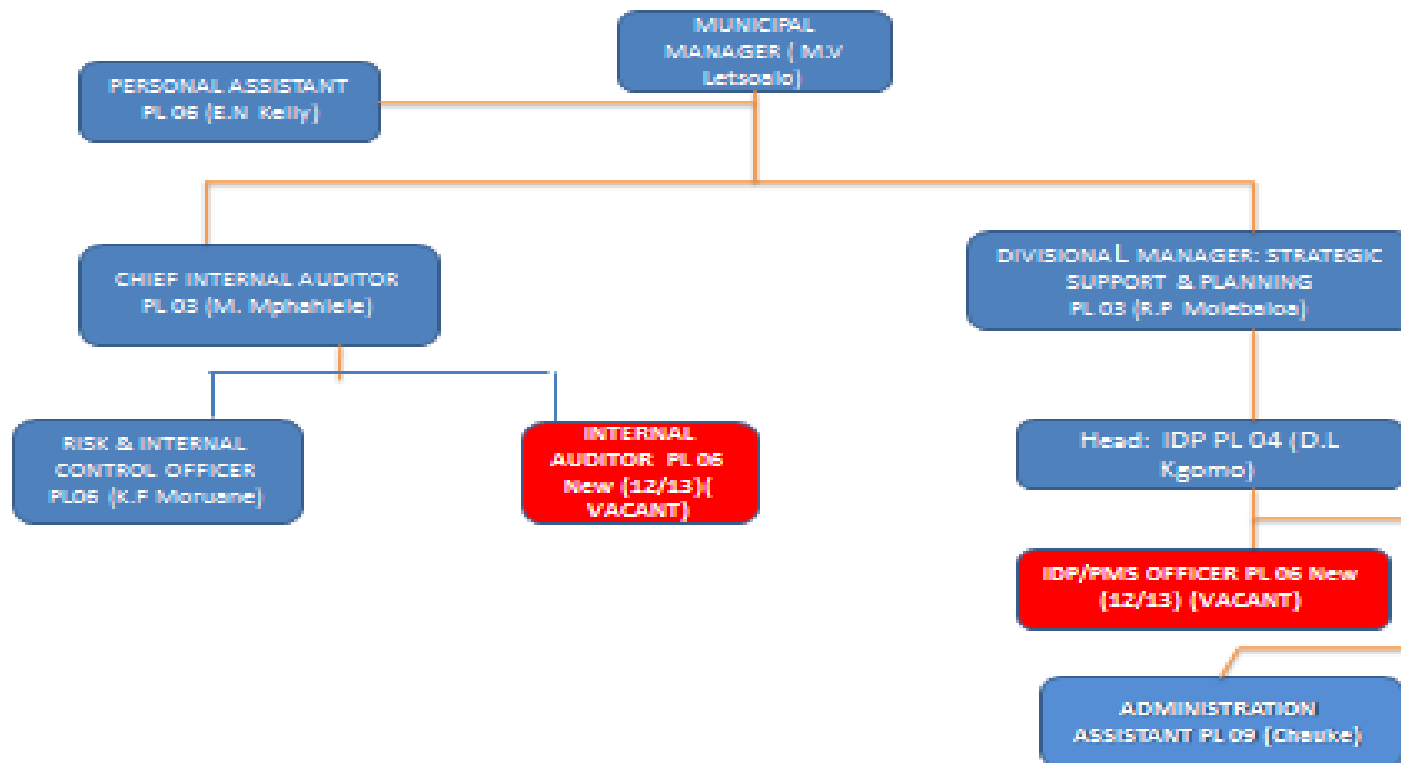 MUNICIPAL
MANAGER ( M.V
Letsoalo)
PERSONAL ASSISTANT
PL 06 (E.N Kelly)
CHIEF INTERNAL AUDITOR
PL 03 (M. Mphahlele)
DIVISIONAL MANAGER: STRATEGIC
SUPPORT & PLANNING
PL 03 (R.P Molebaloa)
RISK & INTERNAL
CONTROL OFFICER
PL06 (K.F Moruane)
INTERNAL
AUDITOR PL 06
New (12/13)(
VACANT)
Head: IDP PL 04 (D.L
Kgomo)
IDP/PMS OFFICER PL 06 New
(12/13) (VACANT)
ADMINISTRATION
ASSISTANT PL 09 (Chauke)